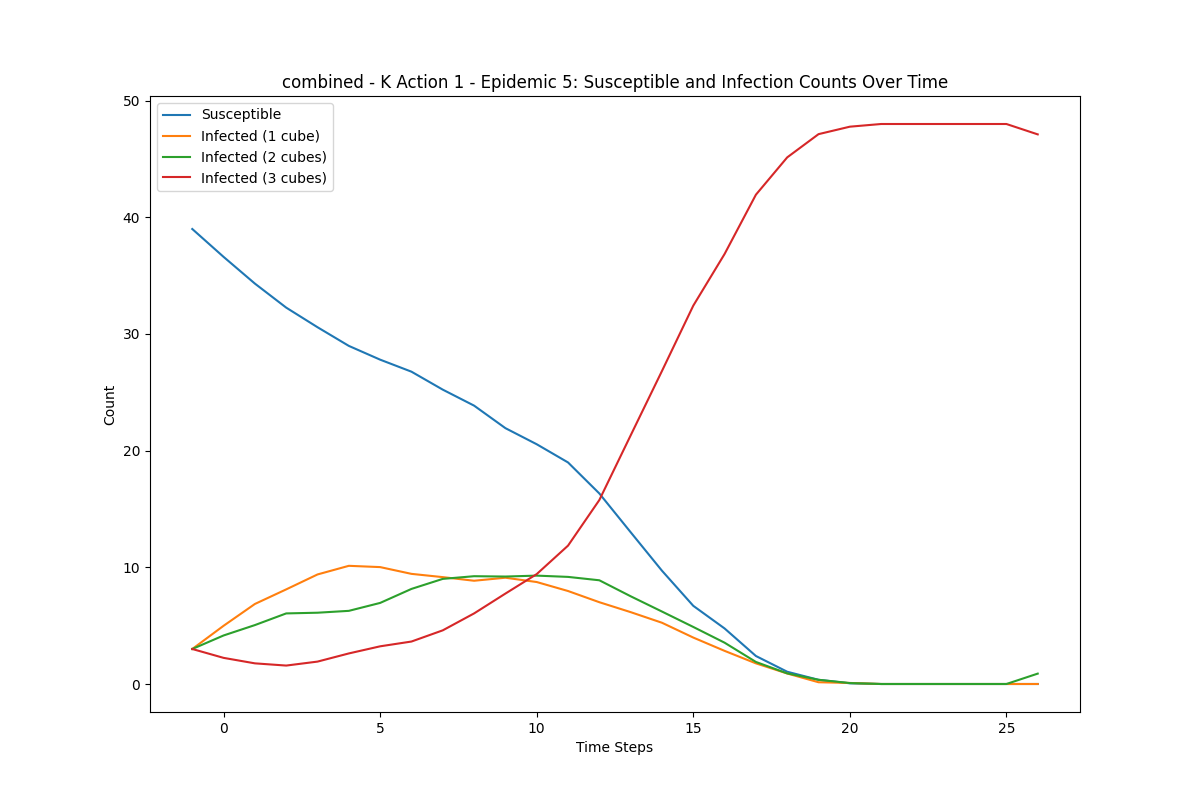 combined - K Action 1 - Epidemic 5: Susceptible and Infection Counts Over Time
50
40
30
20
10
0
Count
Susceptible
Infected (1 cube)
Infected (2 cubes)
Infected (3 cubes)
0 5 10 15 20 25
Time Steps